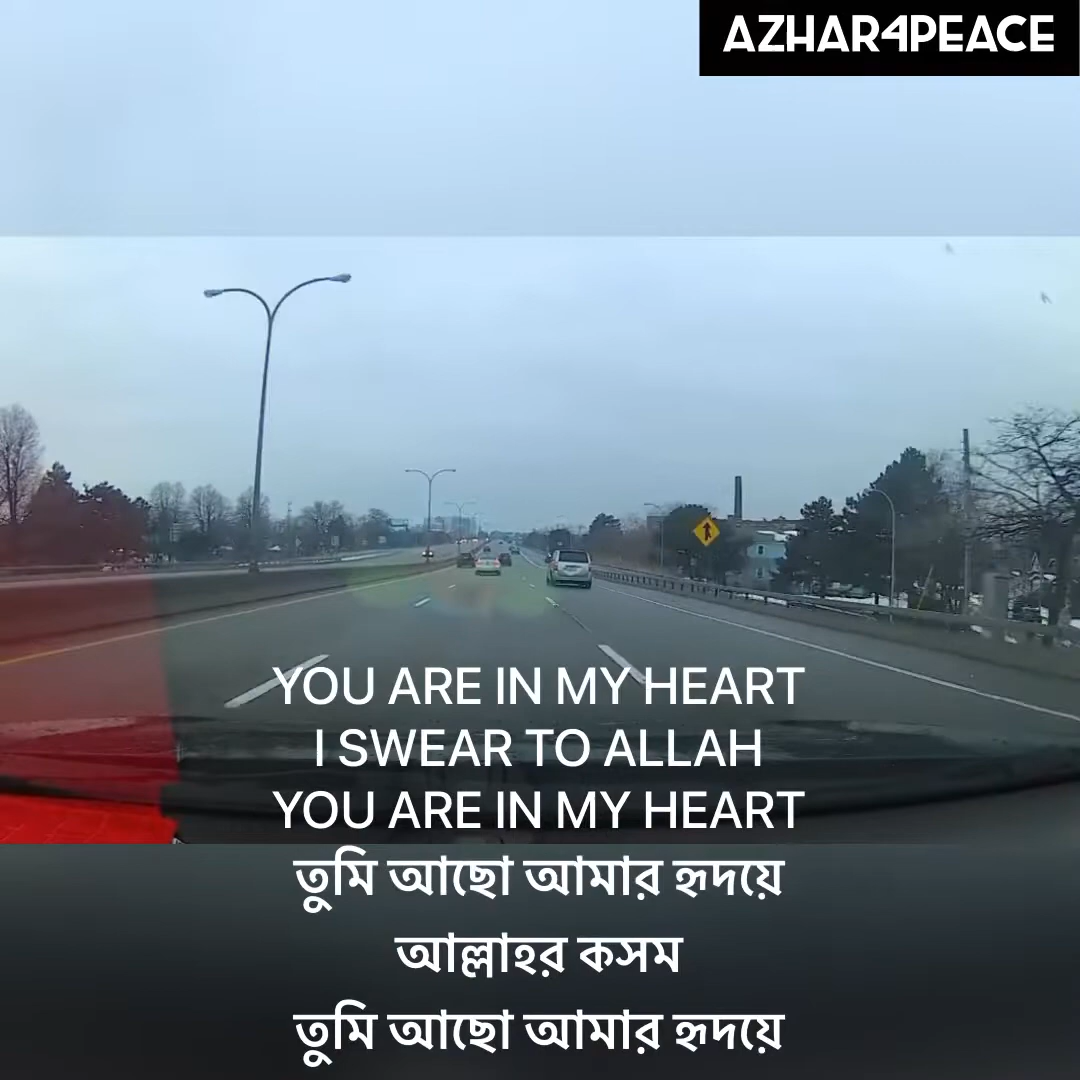 AZHAR4PEACE
YOU ARE IN MY HEART
I SWEAR TO ALLAH
YOU ARE IN MY HEART
তুমি আছো আমার হৃদয়ে
আল্লাহর কসম
তুমি আছো আমার হৃদয়ে